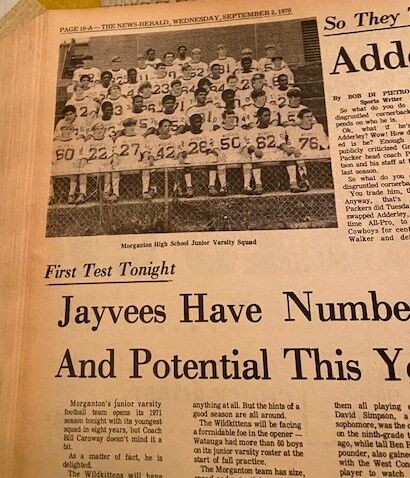 PAGE 10-A — THE NEWS-HERALD, WEDNESDAY, SEPTEMBER 2, 1970
60 22 27 42 28 50 62 76
Morganton High School Junior Varsity Squad
First Test Tonight
Jayvees Have Numbe
And Potential This Ye
Morganton's junior varsity
football team opens its 1971
season tonight with its youngest
squad in eight years, but Coach
Bill Caroway doesn't mind it a
bit.
As a matter of fact, he is
delighted.
The Wildkittens will have
anything at all. But the hints of a
good season are all around.
The Wildkittens will be facing
a formidable foe in the opener —
Watauga had more than 60 boys
on its junior varsity roster at the
start of fall practice.
The Morganton team has size,
them all playing
David Simpson, a
sophomore, was the
on the ninth-grade t
ago, while tall Ben F
pounder, also gained
with the West Con
player to watch
So They
Adde
By BOB DI PIETRO
Sports Writer
So what do you do
disgruntled cornerback
pends on who he is.
Ok, what if he
Adderley? Wow! How d
ed is he? Enough
publicly criticized Ge
Packer head coach
tson and his staff at
last season.
So what do you
disgruntled cornerbac
You trade him,
Anyway, that's
Packers did Tuesda
swapped Adderley,
time All-Pro, to
Cowboys for cent
Walker and def